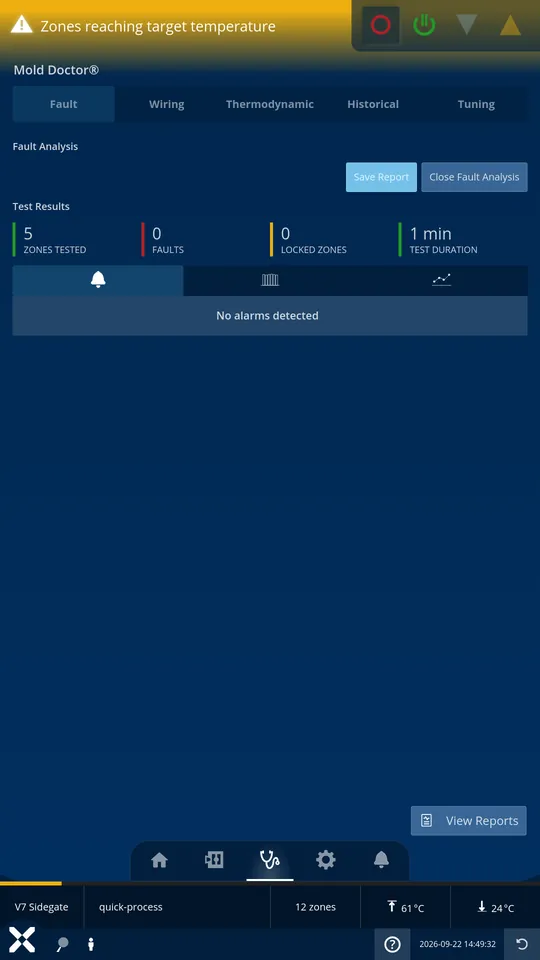 Zones reaching target temperature
Mold Doctor®
Fault Wiring Thermodynamic Historical Tuning
Fault Analysis
Save Report Close Fault Analysis
Test Results
5 0 0 1 min
ZONES TESTED FAULTS LOCKED ZONES TEST DURATION
No alarms detected
View Reports
V7 Sidegate quick-process 12 zones 61°C 24°C
2026-09-22 14:49:32